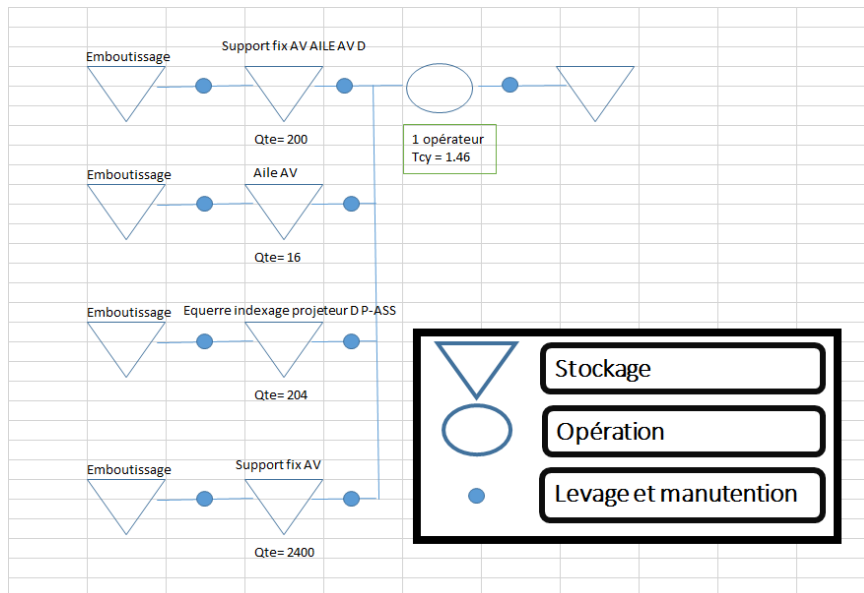 Emboutissage
Support fix AV AILE AV D
Qte= 200
1 opérateur
Tcy = 1.46
Emboutissage
Aile AV
Qte= 16
Emboutissage
Equerre indexage projeteur D P-ASS
Qte= 204
Emboutissage
Support fix AV
Qte= 2400
Stockage
Opération
Levage et manutention